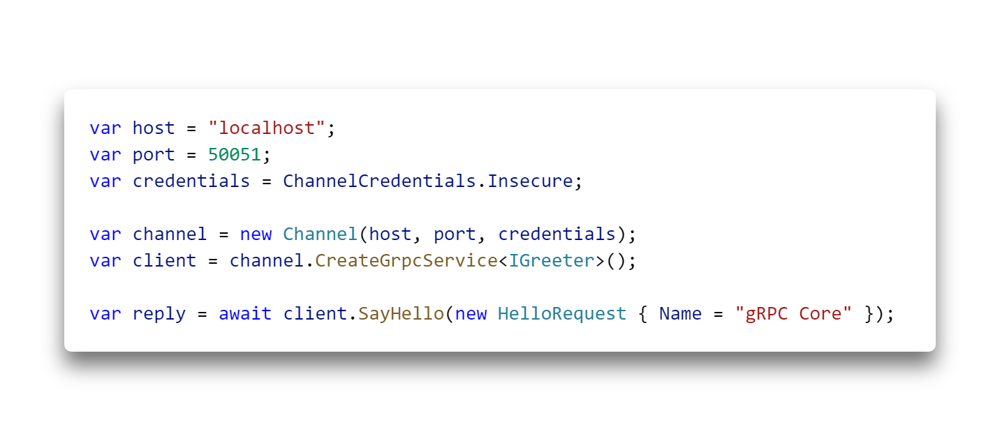 var host = "localhost";
var port = 50051;
var credentials = ChannelCredentials.Insecure;
var channel = new Channel(host, port, credentials);
var client = channel.CreateGrpcService<IGreeter>();
var reply = await client.SayHello(new HelloRequest { Name = "gRPC Core" });